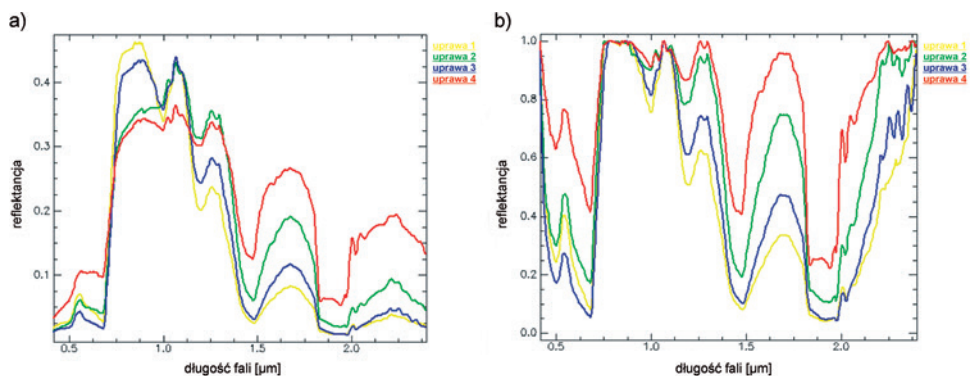 a)
reflektancja
0.4
0.3
0.2
0.1
0.5
1.0
1.5
2.0
długość fali [μm]
uprawa 1
uprawa 2
uprawa 3
uprawa 4
b)
reflektancja
1.0
0.8
0.6
0.4
0.2
0.0
0.5
1.0
1.5
2.0
długość fali [μm]
uprawa 1
uprawa 2
uprawa 3
uprawa 4